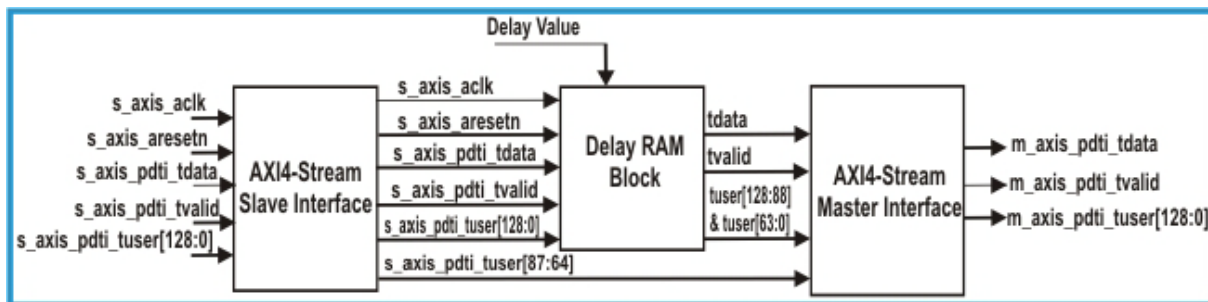 Delay Value
s_axis_aclk
s_axis_aresetn
s_axis_pdti_tdata
s_axis_pdti_tvalid
s_axis_pdti_tuser[128:0]
AXI4-Stream
Slave Interface
s_axis_aclk
s_axis_aresetn
s_axis_pdti_tdata
s_axis_pdti_tvalid
s_axis_pdti_tuser[128:0]
s_axis_pdti_tuser[87:64]
Delay RAM
Block
tdata
tvalid
tuser[128:88]
& tuser[63:0]
AXI4-Stream
Master Interface
m_axis_pdti_tdata
m_axis_pdti_tvalid
m_axis_pdti_tuser[128:0]